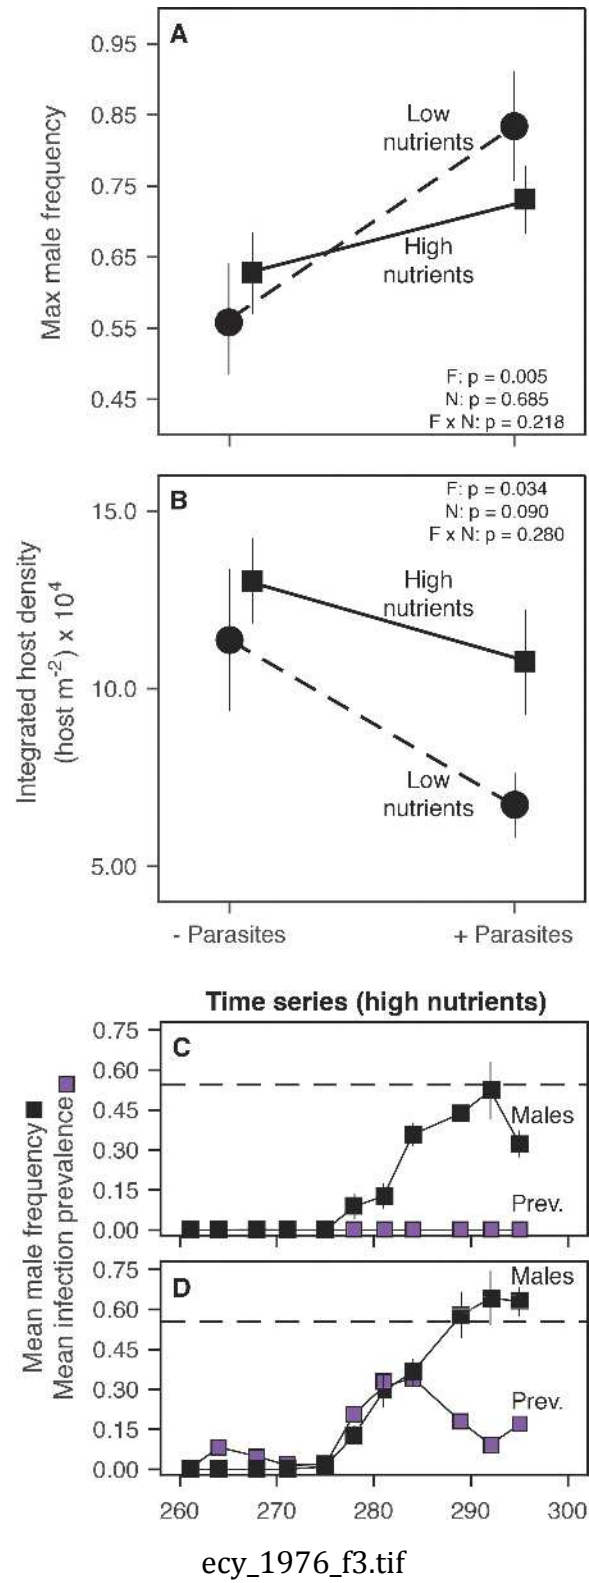 A
0.95
0.85
0.75
0.65
0.55
0.45
Max male frequency
Low
nutrients
High
nutrients
F: p = 0.005
N: p = 0.685
F x N: p = 0.218
B
15.0
10.0
5.00
Integrated host density
(host m-2) x 10^4
F: p = 0.034
N: p = 0.090
F x N: p = 0.280
High
nutrients
Low
nutrients
- Parasites
+ Parasites
Time series (high nutrients)
Mean male frequency
Mean infection prevalence
C
0.75
0.60
0.45
0.30
0.15
0.00
Males
Prev.
D
0.75
0.60
0.45
0.30
0.15
0.00
Males
Prev.
260 270 280 290 300
ecy_1976_f3.tif